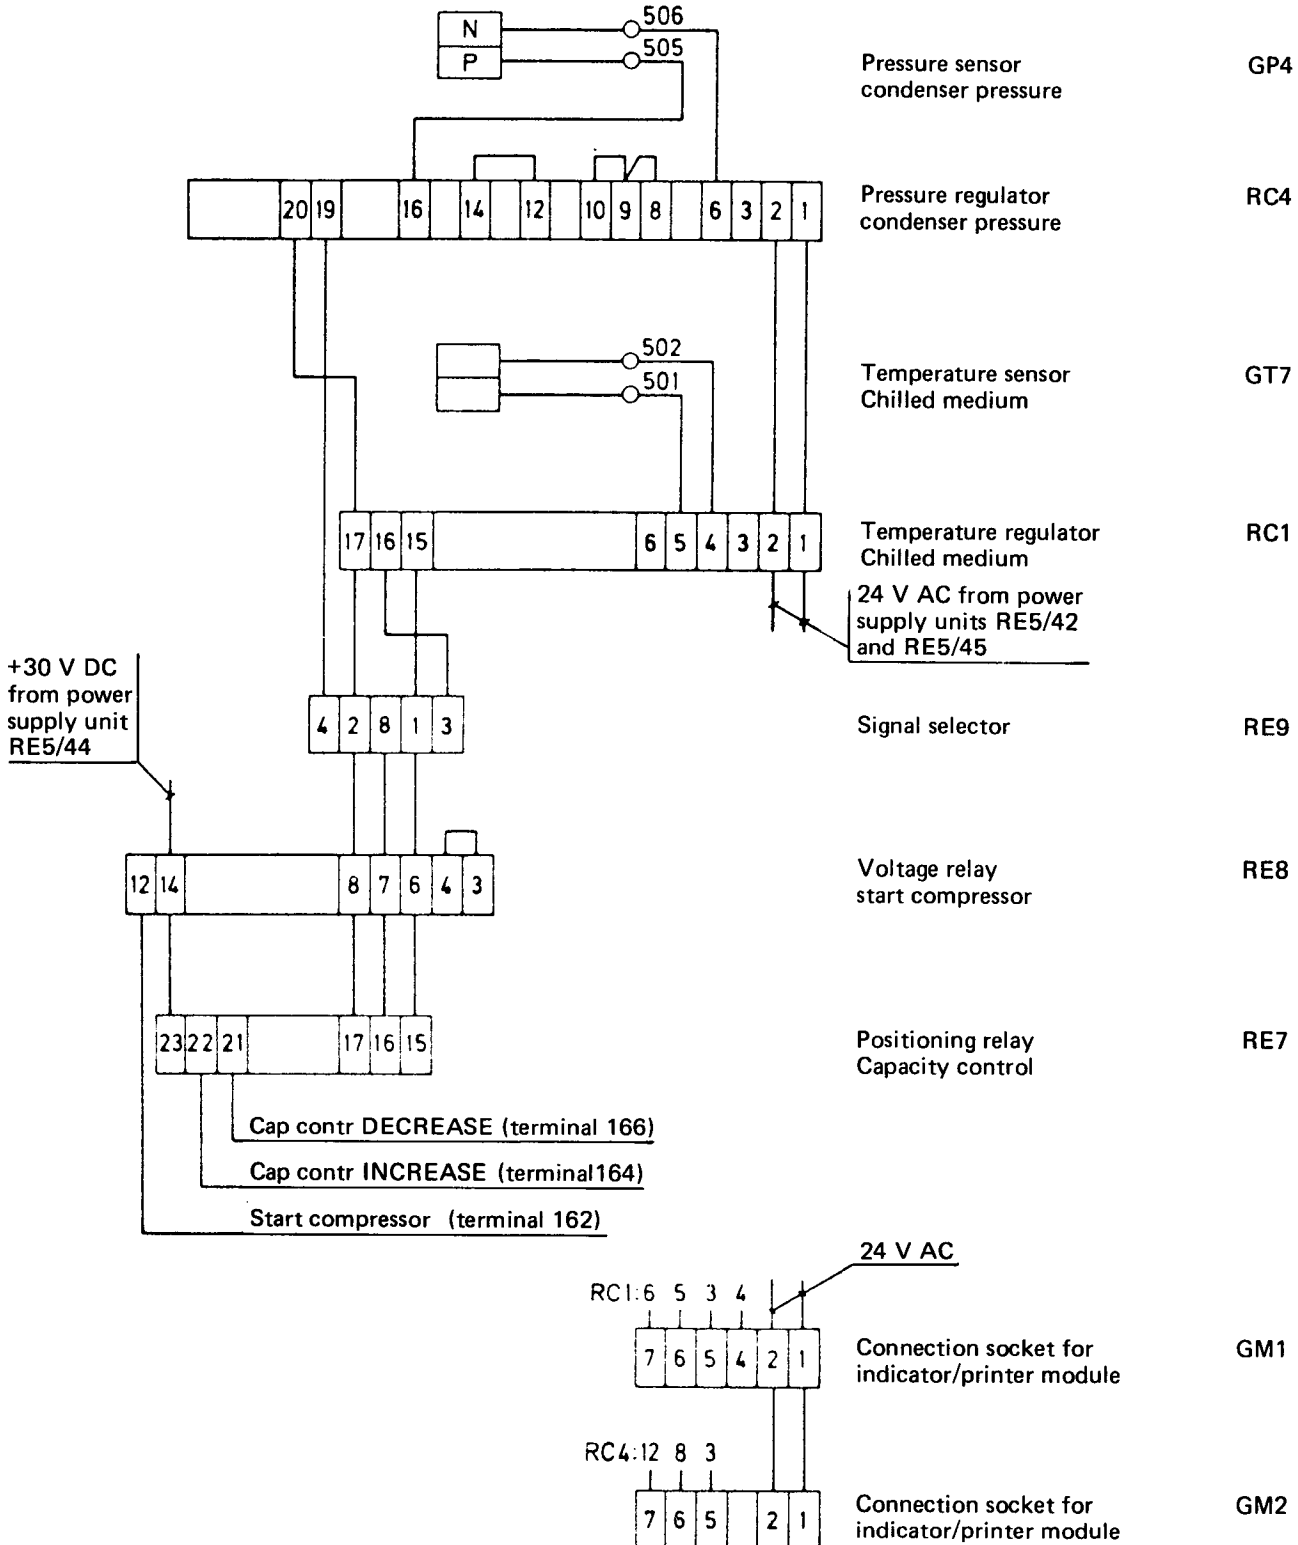 N
506
P
505
Pressure sensor
condenser pressure
GP4
20 19 16 14 12 10 9 8 6 3 2 1
Pressure regulator
condenser pressure
RC4
502
501
Temperature sensor
Chilled medium
GT7
17 16 15 6 5 4 3 2 1
Temperature regulator
Chilled medium
RC1
24 V AC from power
supply units RE5/42
and RE5/45
+30 V DC
from power
supply unit
RE5/44
4 2 8 1 3
Signal selector
RE9
12 14 8 7 6 4 3
Voltage relay
start compressor
RE8
23 22 21 17 16 15
Positioning relay
Capacity control
RE7
Cap contr DECREASE (terminal 166)
Cap contr INCREASE (terminal164)
Start compressor (terminal 162)
24 V AC
RC1:6 5 3 4
7 6 5 4 2 1
Connection socket for
indicator/printer module
GM1
RC4:12 8 3
7 6 5 2 1
Connection socket for
indicator/printer module
GM2